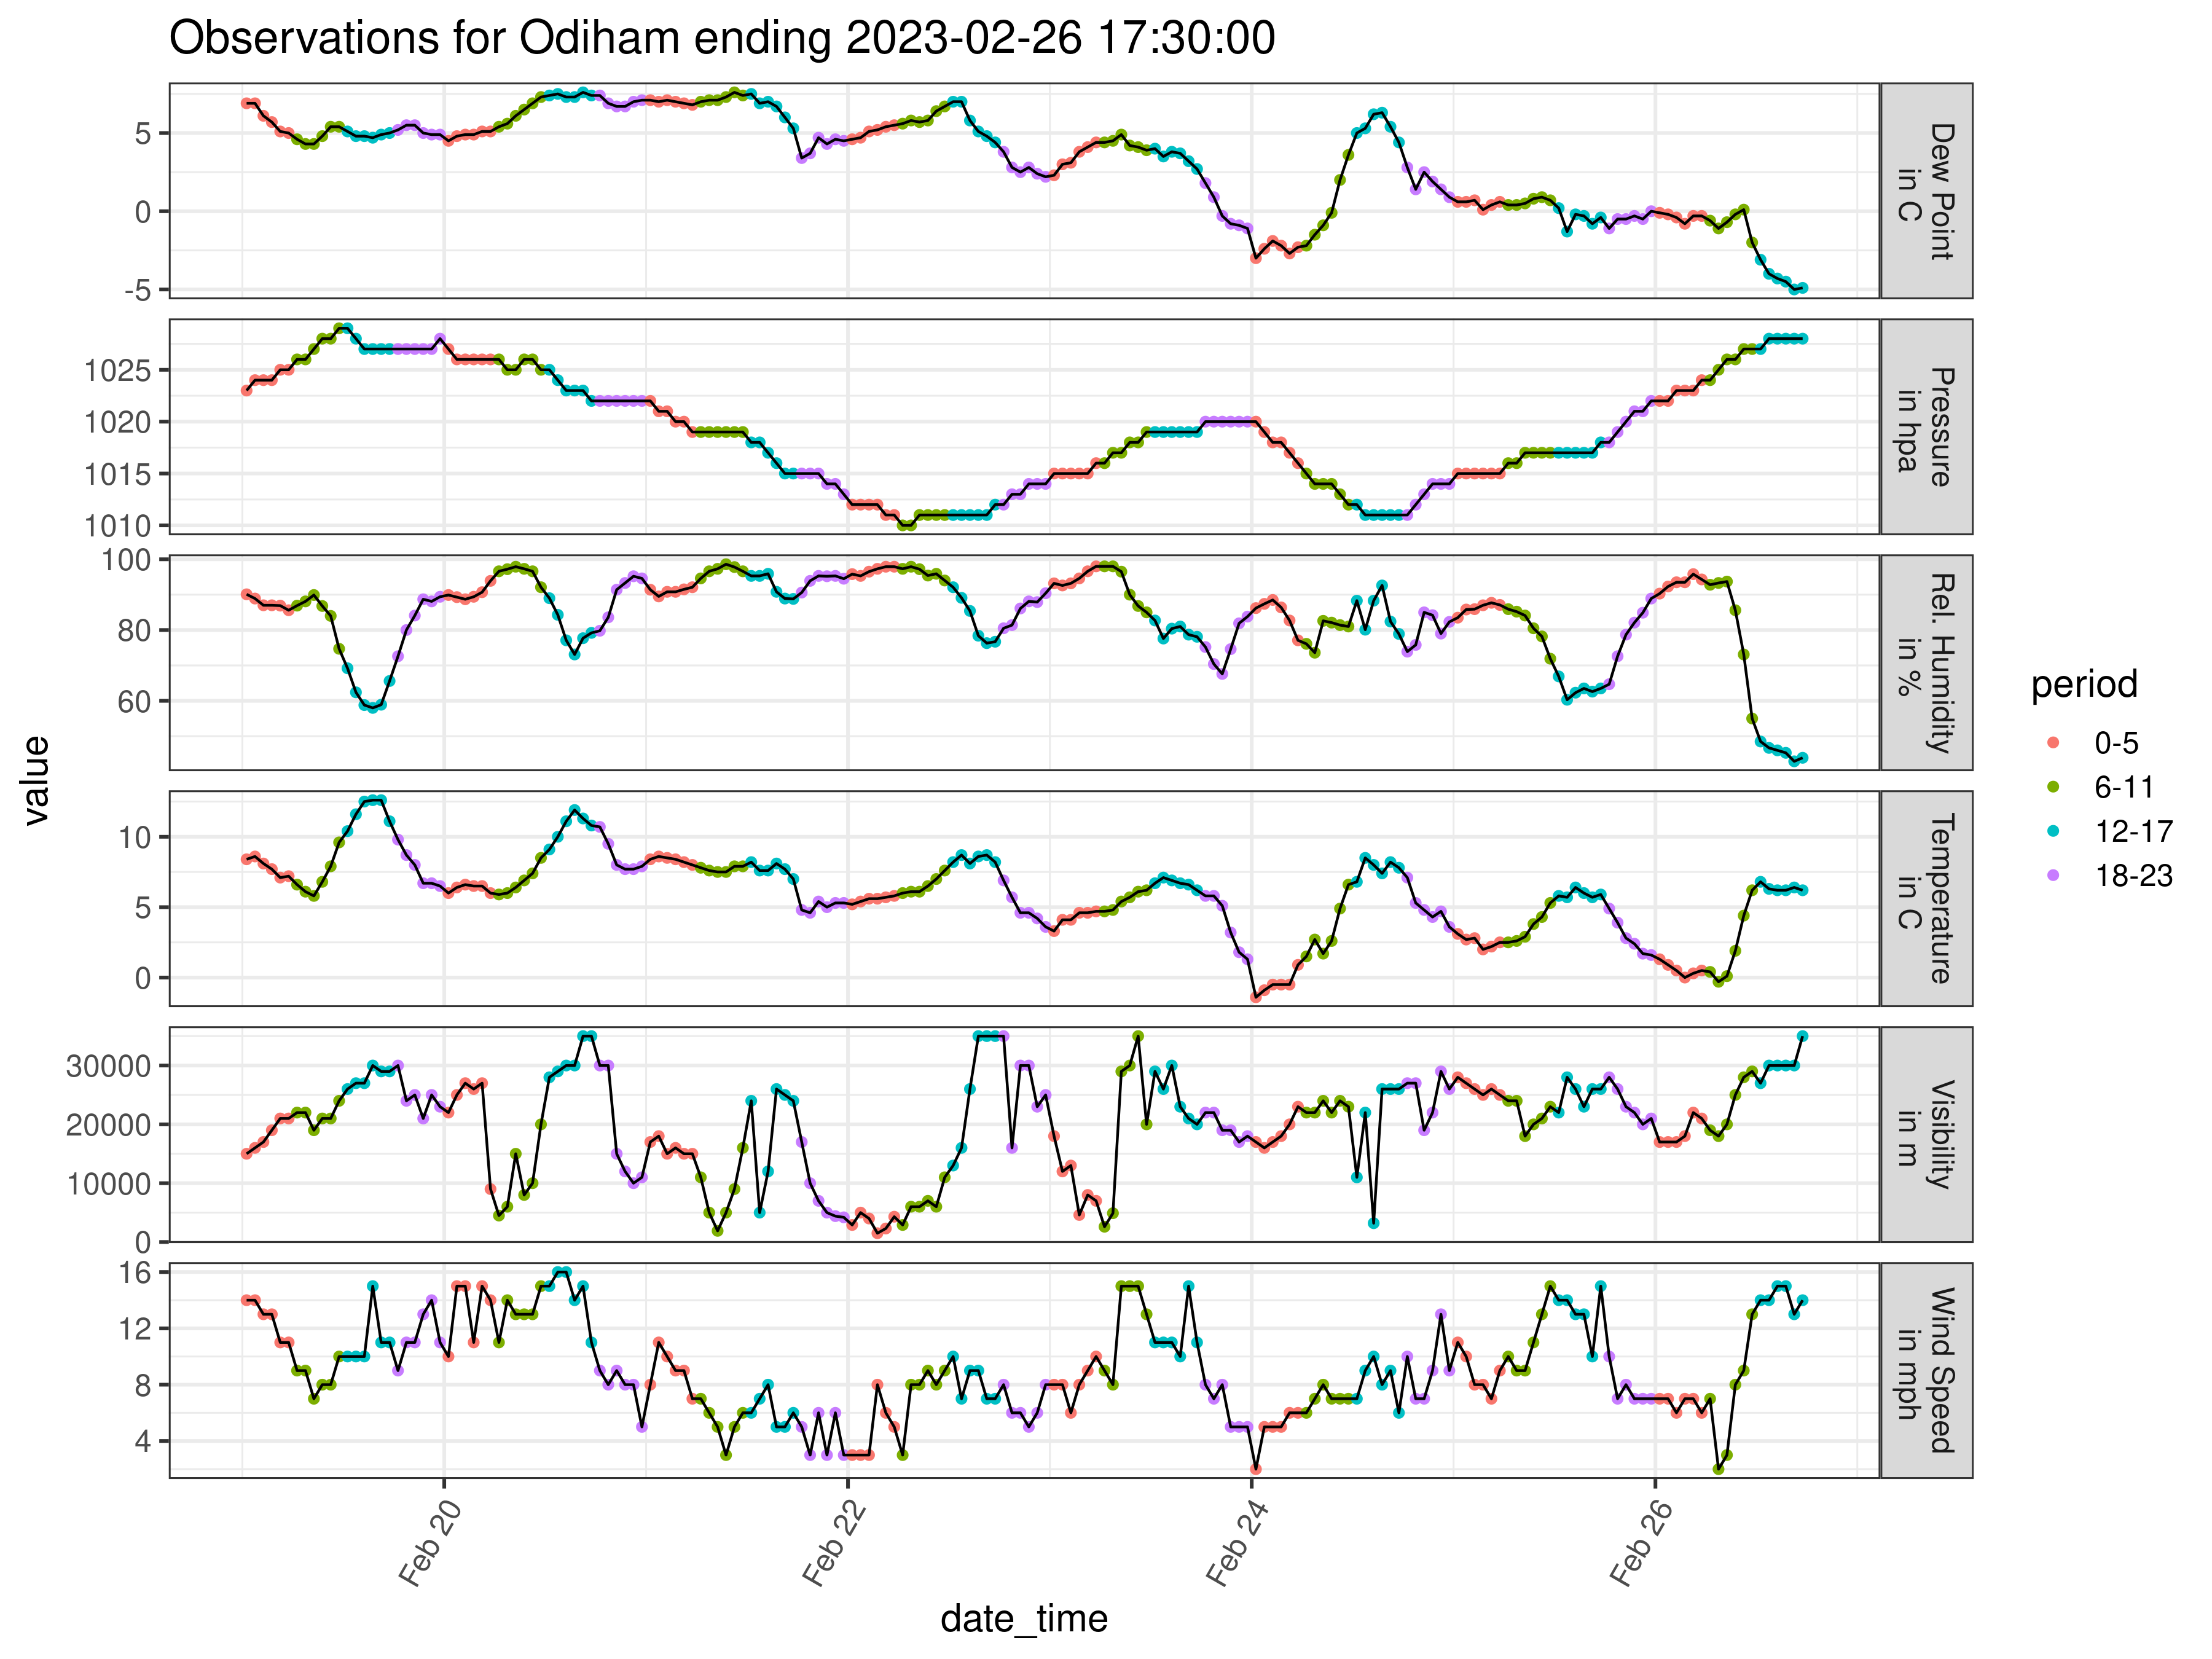 Observations for Odiham ending 2023-02-26 17:30:00
value
5
0
-5
Dew Point
in C
1025
1020
1015
1010
Pressure
in hpa
100
80
60
Rel. Humidity
in %
10
5
0
Temperature
in C
30000
20000
10000
0
Visibility
in m
16
12
8
4
Wind Speed
in mph
Feb 20
Feb 22
Feb 24
Feb 26
date_time
period
0-5
6-11
12-17
18-23